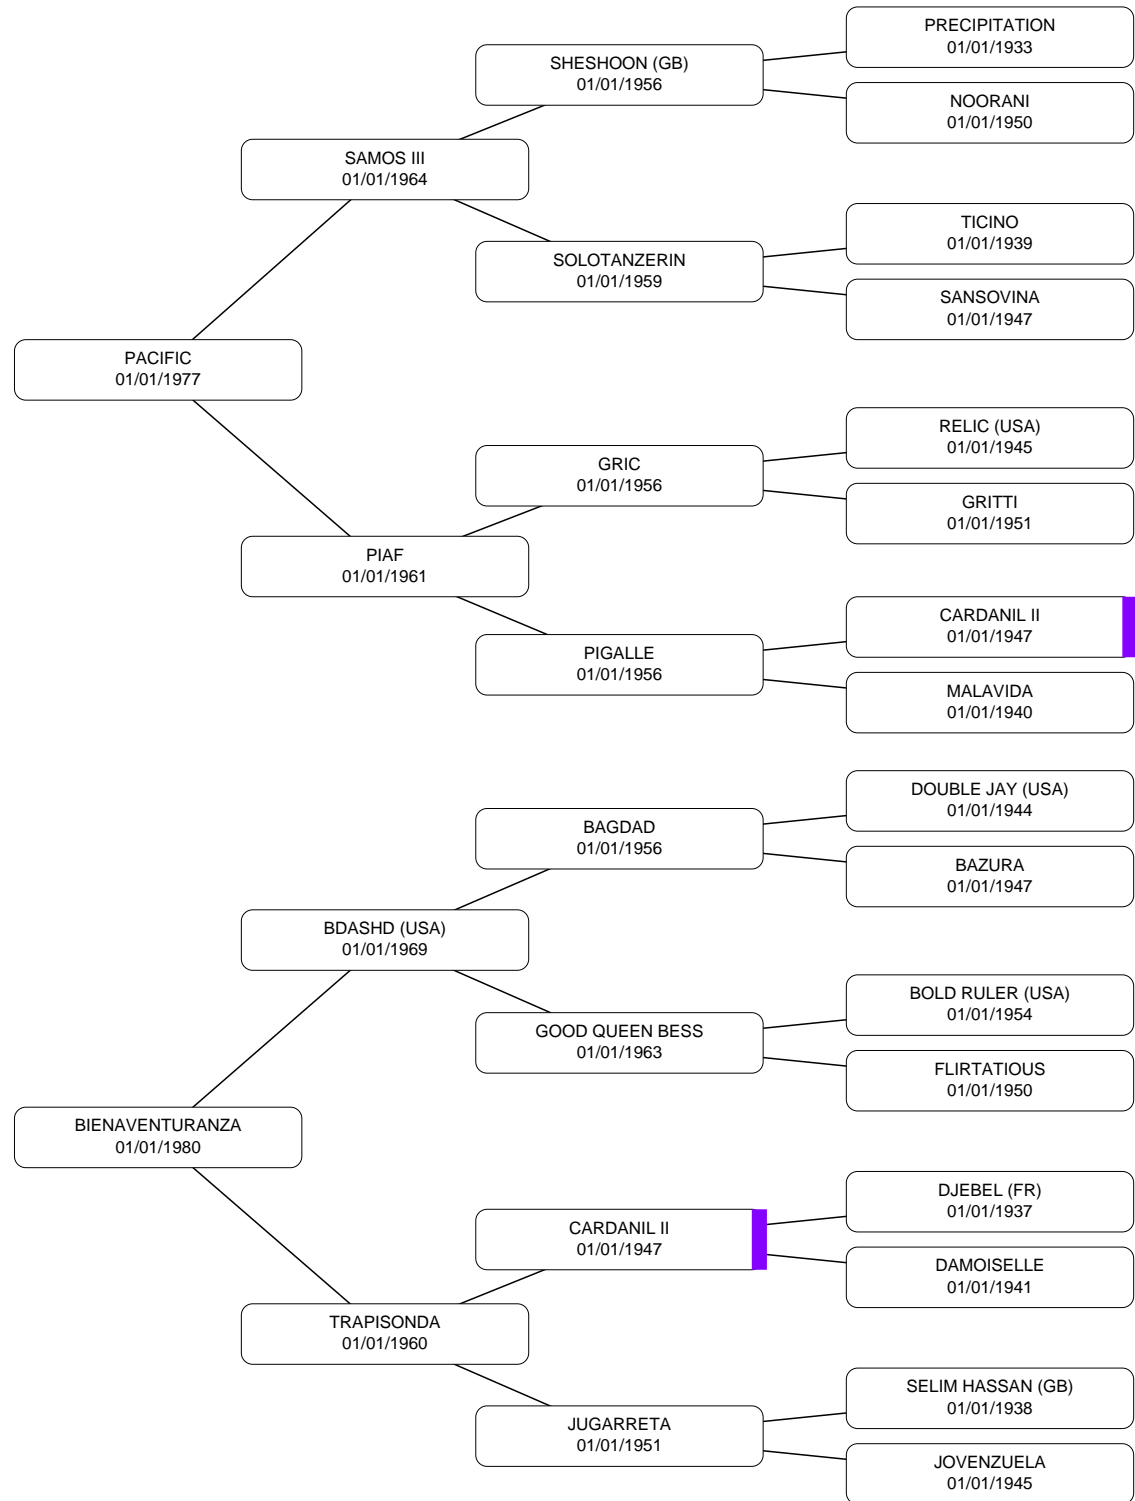 PRECIPITATION
01/01/1933
SHESHOON (GB)
01/01/1956
NOORANI
01/01/1950
SAMOS III
01/01/1964
TICINO
01/01/1939
SOLOTANZERIN
01/01/1959
SANSOVINA
01/01/1947
PACIFIC
01/01/1977
RELIC (USA)
01/01/1945
GRIC
01/01/1956
GRITTI
01/01/1951
PIAF
01/01/1961
CARDANIL II
01/01/1947
PIGALLE
01/01/1956
MALAVIDA
01/01/1940
DOUBLE JAY (USA)
01/01/1944
BAGDAD
01/01/1956
BAZURA
01/01/1947
BDASHD (USA)
01/01/1969
BOLD RULER (USA)
01/01/1954
GOOD QUEEN BESS
01/01/1963
FLIRTATIOUS
01/01/1950
BIENAVENTURANZA
01/01/1980
DJEBEL (FR)
01/01/1937
CARDANIL II
01/01/1947
DAMOISELLE
01/01/1941
TRAPISONDA
01/01/1960
SELIM HASSAN (GB)
01/01/1938
JUGARRETA
01/01/1951
JOVENZUELA
01/01/1945